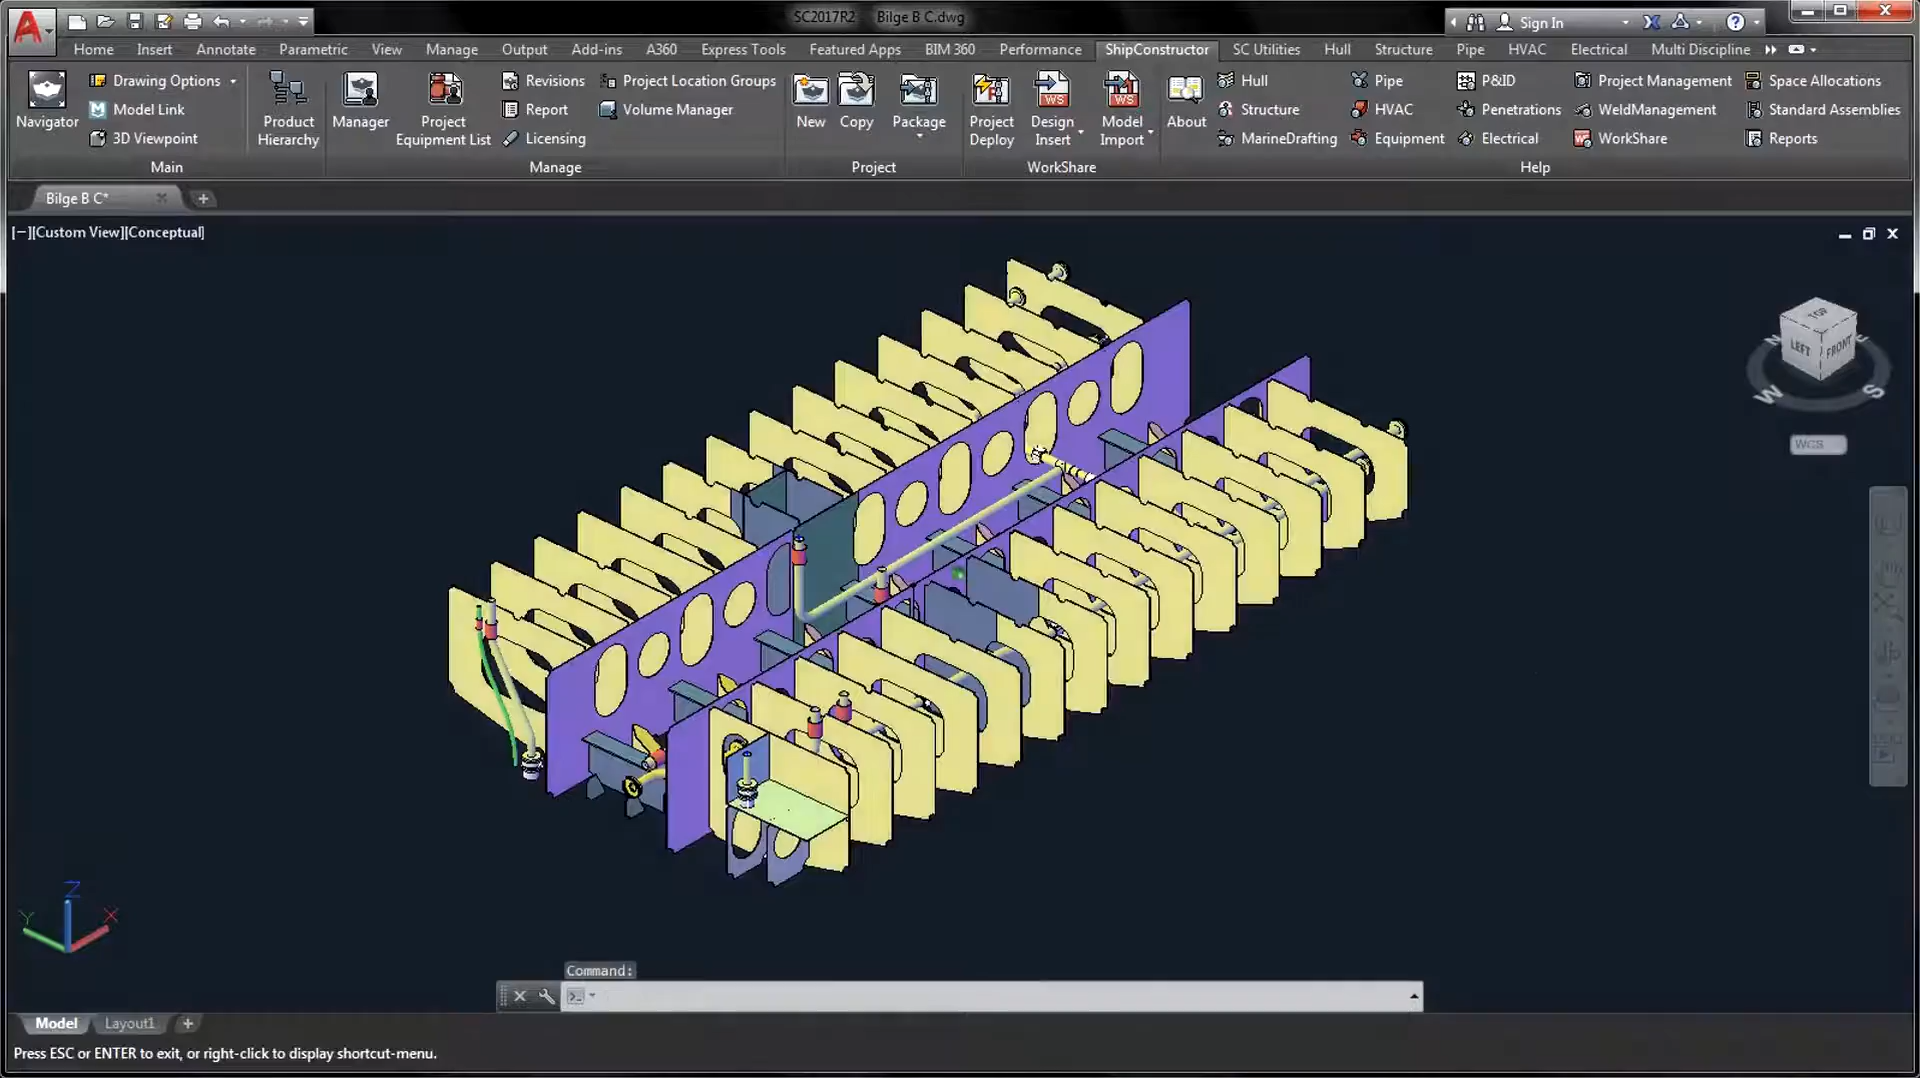 SC2017R2 Bilge B C.dwg
Sign In
Home Insert Annotate Parametric View Manage Output Add-ins A360 Express Tools Featured Apps BIM 360 Performance ShipConstructor SC Utilities Hull Structure Pipe HVAC Electrical Multi Discipline
Navigator
Drawing Options
Model Link
3D Viewpoint
Main
Product
Hierarchy
Manager
Project
Equipment List
Revisions
Report
Licensing
Project Location Groups
Volume Manager
Manage
New
Copy
Package
Project
Project
Deploy
Design
Insert
Model
Import
WorkShare
About
Hull
Structure
MarineDrafting
Pipe
HVAC
Equipment
P&ID
Penetrations
Electrical
Project Management
WeldManagement
WorkShare
Space Allocations
Standard Assemblies
Reports
Help
Bilge B C*
[−][Custom View][Conceptual]
TOP
LEFT
FRONT
W
S
WCS
Z
Y
X
Command:
Model Layout1
Press ESC or ENTER to exit, or right-click to display shortcut-menu.